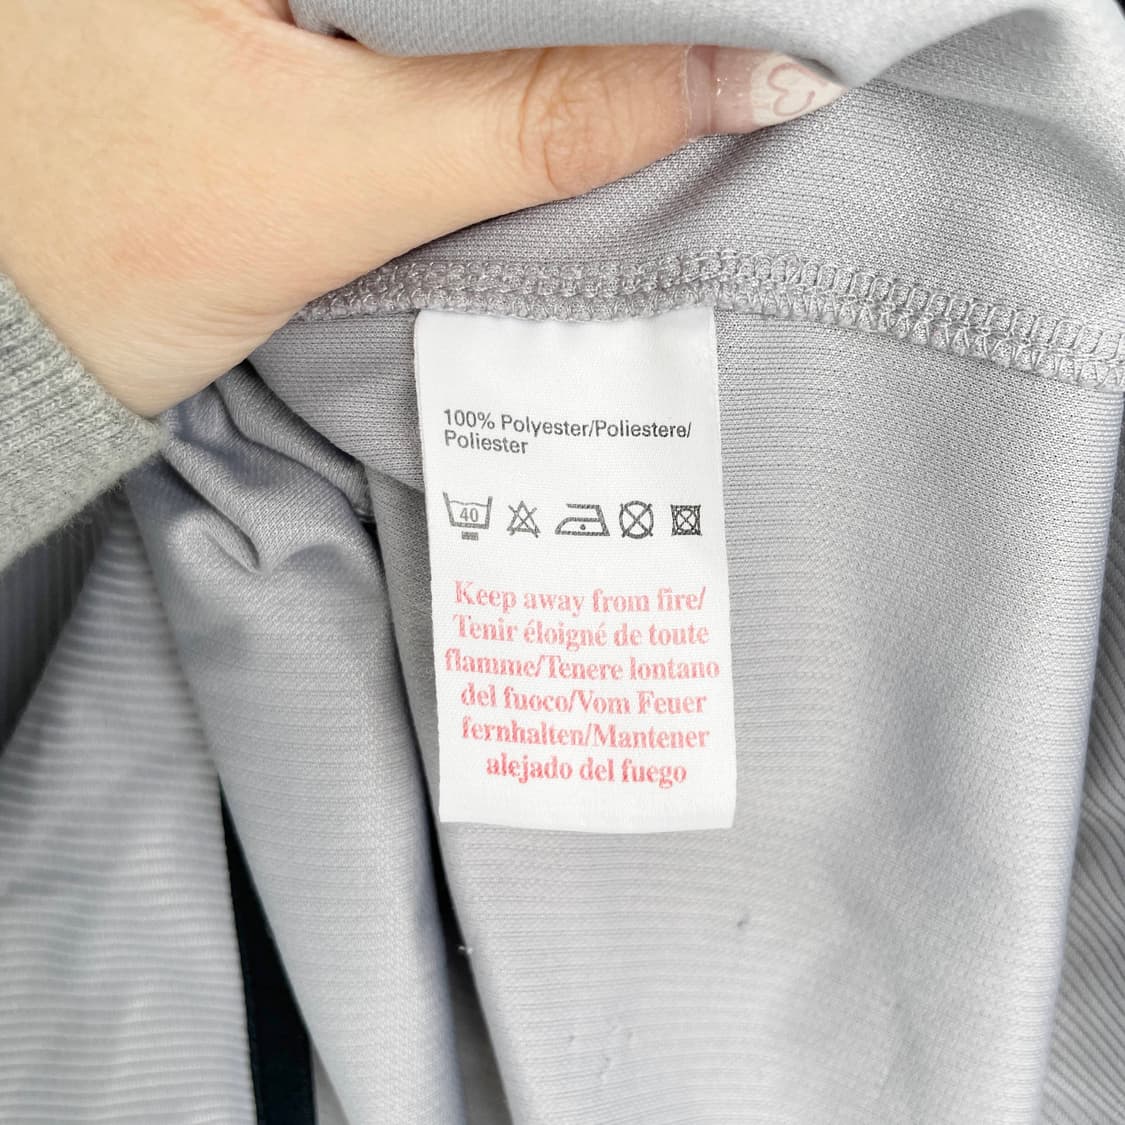 100% Polyester/Poliestere/
Poliester
40
Keep away from fire/
Tenir éloigné de toute
flamme/Tenere lontano
del fuoco/Vom Feuer
fernhalten/Mantener
alejado del fuego